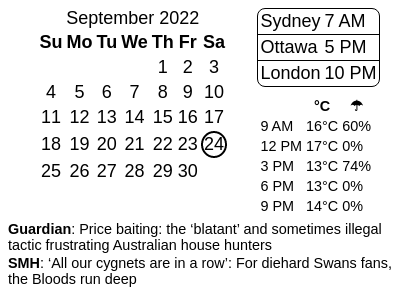 September 2022
Su Mo Tu We Th Fr Sa
1 2 3
4 5 6 7 8 9 10
11 12 13 14 15 16 17
18 19 20 21 22 23 24
25 26 27 28 29 30
Sydney 7 AM
Ottawa 5 PM
London 10 PM
°C ☂
9 AM 16°C 60%
12 PM 17°C 0%
3 PM 13°C 74%
6 PM 13°C 0%
9 PM 14°C 0%
Guardian: Price baiting: the ‘blatant’ and sometimes illegal
tactic frustrating Australian house hunters
SMH: ‘All our cygnets are in a row’: For diehard Swans fans,
the Bloods run deep